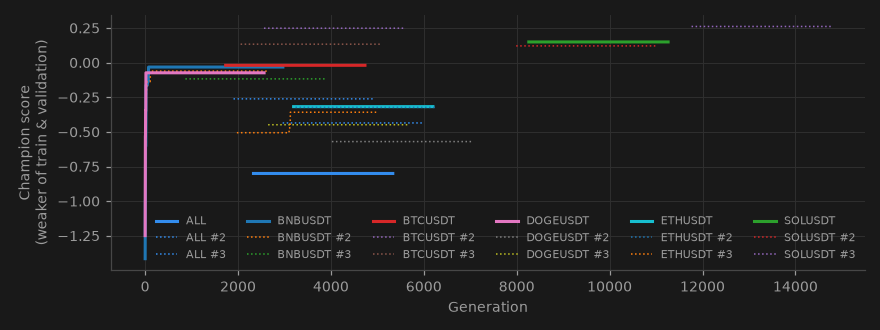 0.25
0.00
−0.25
−0.50
−0.75
−1.00
−1.25
Champion score
(weaker of train & validation)
ALL BNBUSDT BTCUSDT DOGEUSDT ETHUSDT SOLUSDT
ALL #2 BNBUSDT #2 BTCUSDT #2 DOGEUSDT #2 ETHUSDT #2 SOLUSDT #2
ALL #3 BNBUSDT #3 BTCUSDT #3 DOGEUSDT #3 ETHUSDT #3 SOLUSDT #3
0 2000 4000 6000 8000 10000 12000 14000
Generation